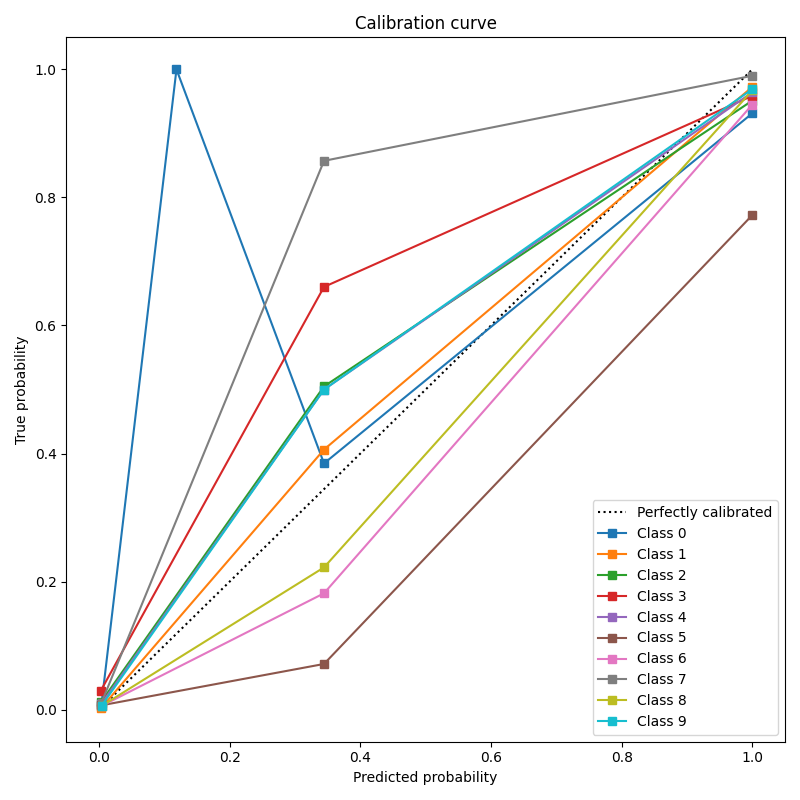 Calibration curve
1.0
0.8
0.6
0.4
0.2
0.0
True probability
0.0 0.2 0.4 0.6 0.8 1.0
Predicted probability
Perfectly calibrated
Class 0
Class 1
Class 2
Class 3
Class 4
Class 5
Class 6
Class 7
Class 8
Class 9